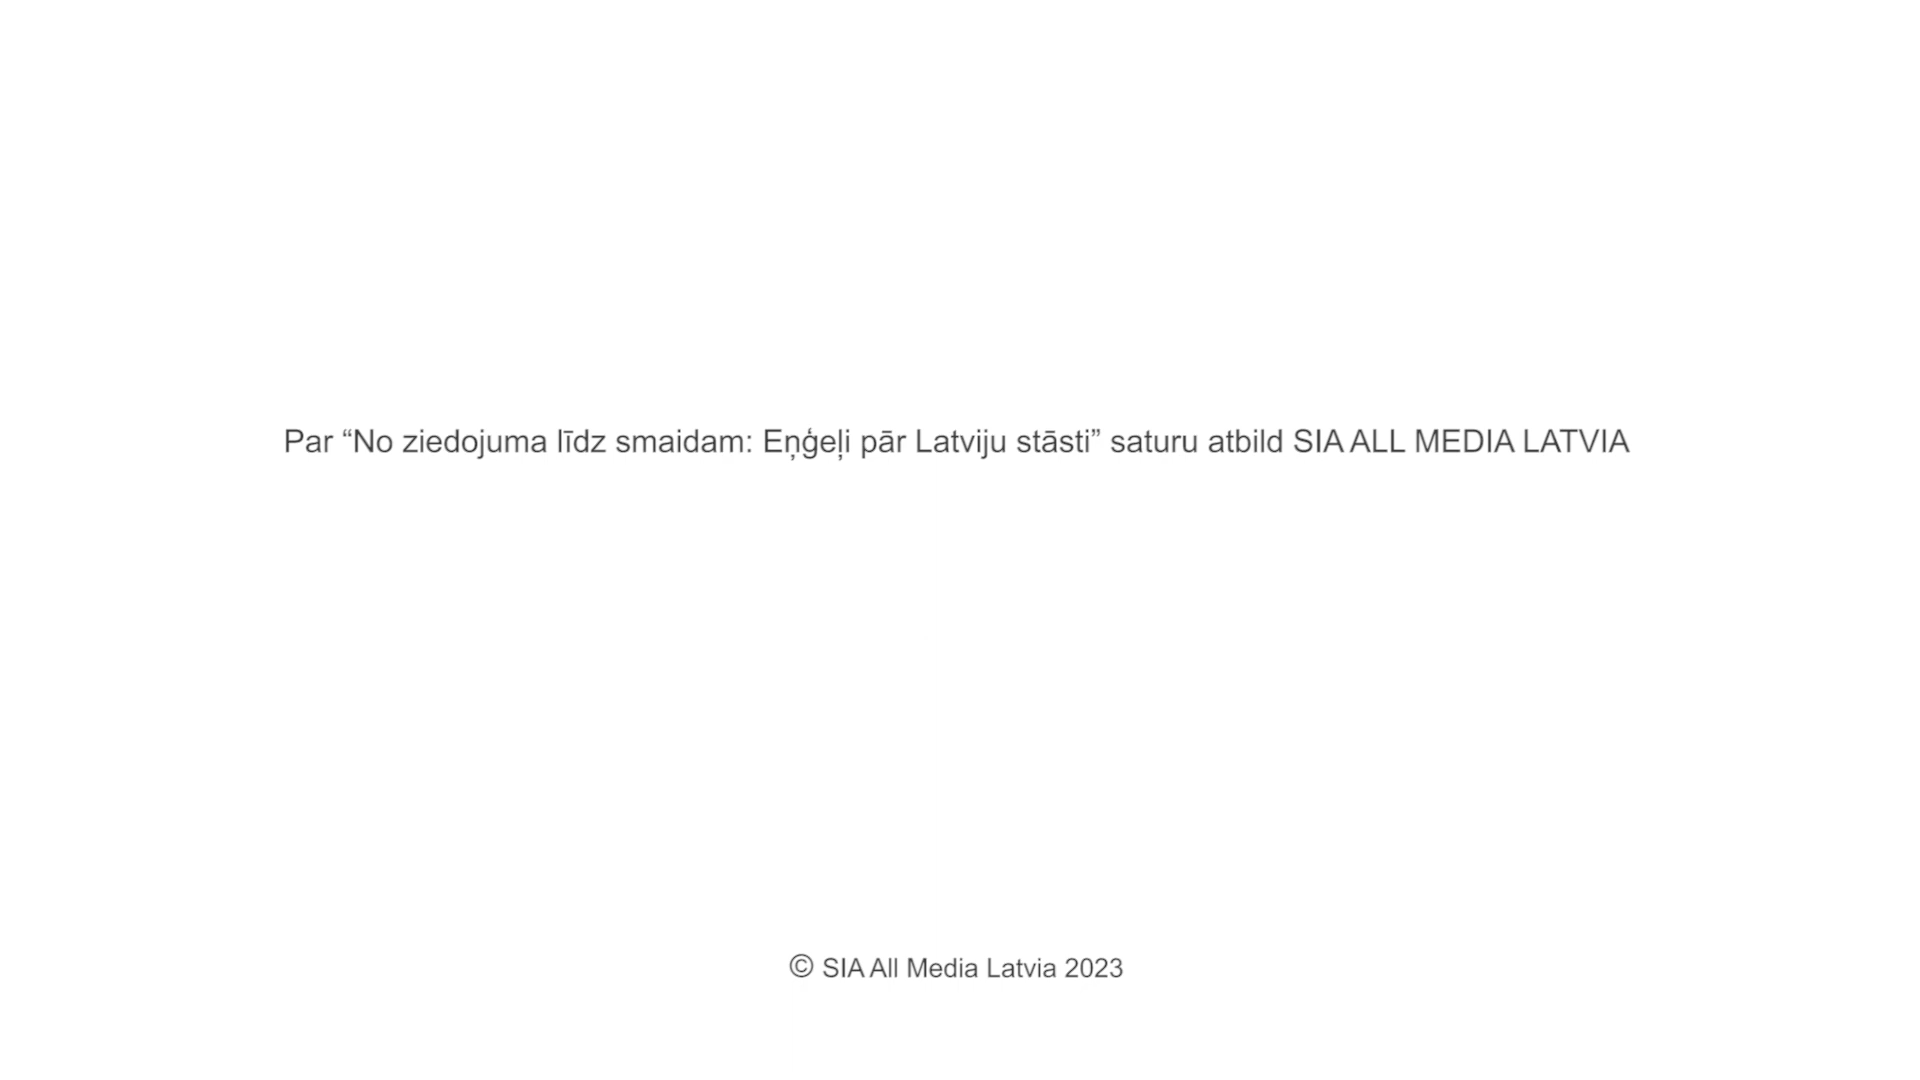 Par “No ziedojuma līdz smaidam: Eņģeļi pār Latviju stāsti” saturu atbild SIA ALL MEDIA LATVIA
© SIA All Media Latvia 2023